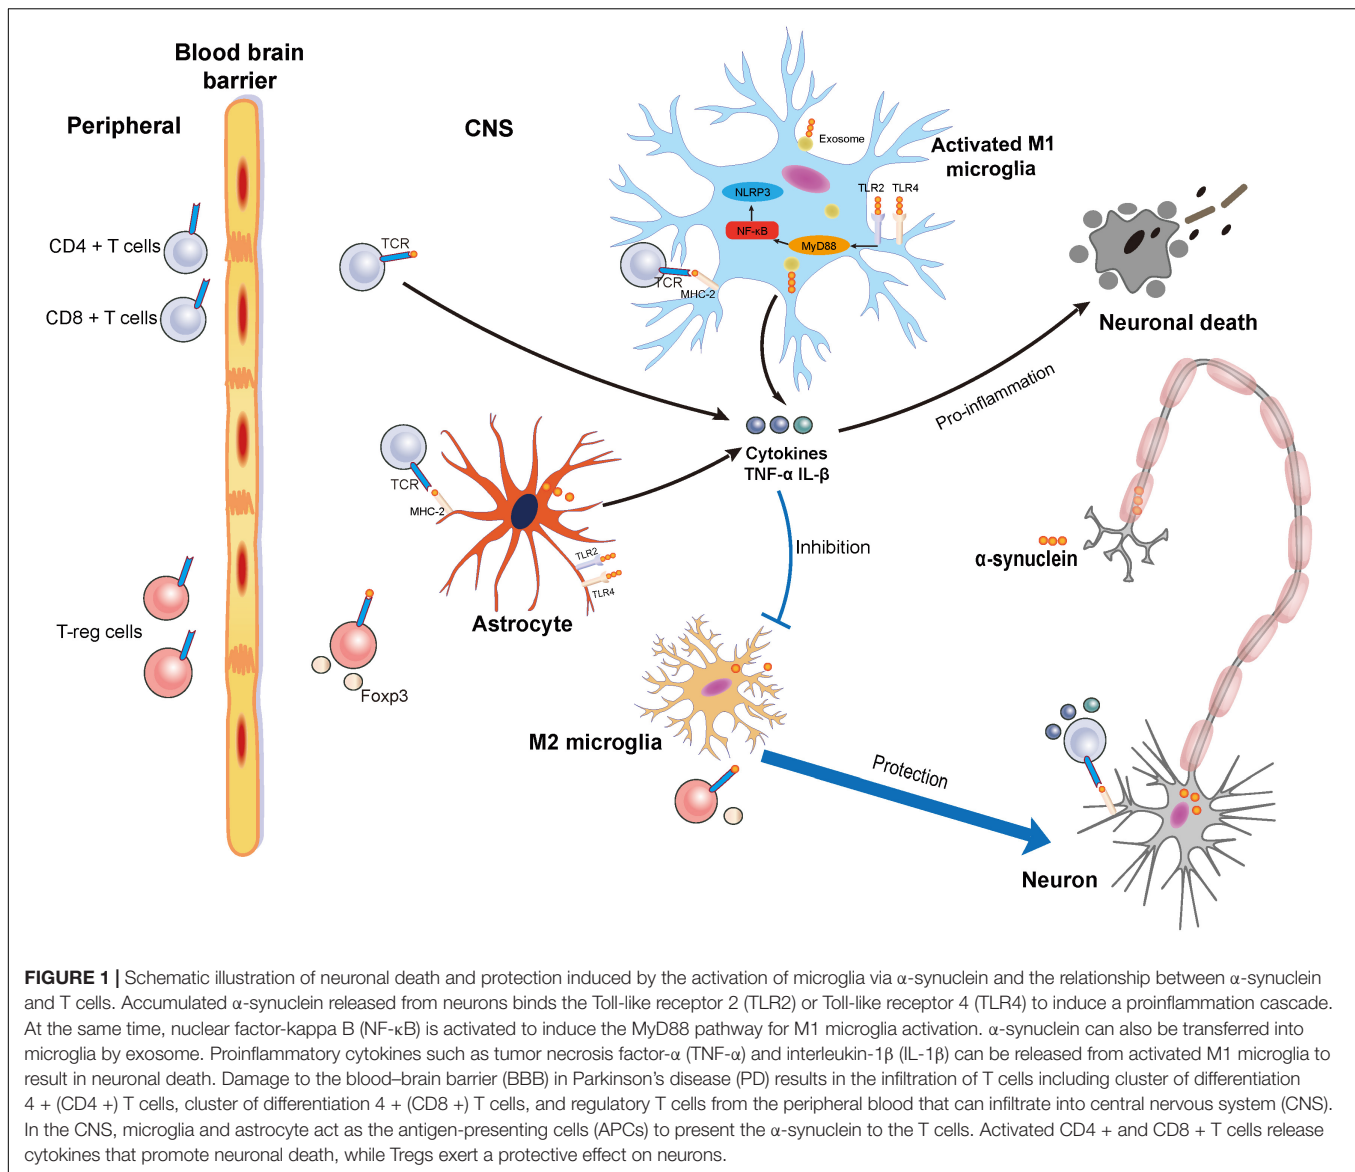 Blood brain
barrier
Peripheral
CNS
Exosome
Activated M1
microglia
NLRP3
TLR2
TLR4
NF-κB
MyD88
CD4 + T cells
TCR
TCR
MHC-2
CD8 + T cells
Neuronal death
Pro-inflammation
Cytokines
TNF-α IL-β
TCR
MHC-2
TLR2
TLR4
Inhibition
α-synuclein
Astrocyte
T-reg cells
Foxp3
M2 microglia
Protection
Neuron
FIGURE 1 | Schematic illustration of neuronal death and protection induced by the activation of microglia via α-synuclein and the relationship between α-synuclein
and T cells. Accumulated α-synuclein released from neurons binds the Toll-like receptor 2 (TLR2) or Toll-like receptor 4 (TLR4) to induce a proinflammation cascade.
At the same time, nuclear factor-kappa B (NF-κB) is activated to induce the MyD88 pathway for M1 microglia activation. α-synuclein can also be transferred into
microglia by exosome. Proinflammatory cytokines such as tumor necrosis factor-α (TNF-α) and interleukin-1β (IL-1β) can be released from activated M1 microglia to
result in neuronal death. Damage to the blood–brain barrier (BBB) in Parkinson's disease (PD) results in the infiltration of T cells including cluster of differentiation
4 + (CD4 +) T cells, cluster of differentiation 4 + (CD8 +) T cells, and regulatory T cells from the peripheral blood that can infiltrate into central nervous system (CNS).
In the CNS, microglia and astrocyte act as the antigen-presenting cells (APCs) to present the α-synuclein to the T cells. Activated CD4 + and CD8 + T cells release
cytokines that promote neuronal death, while Tregs exert a protective effect on neurons.